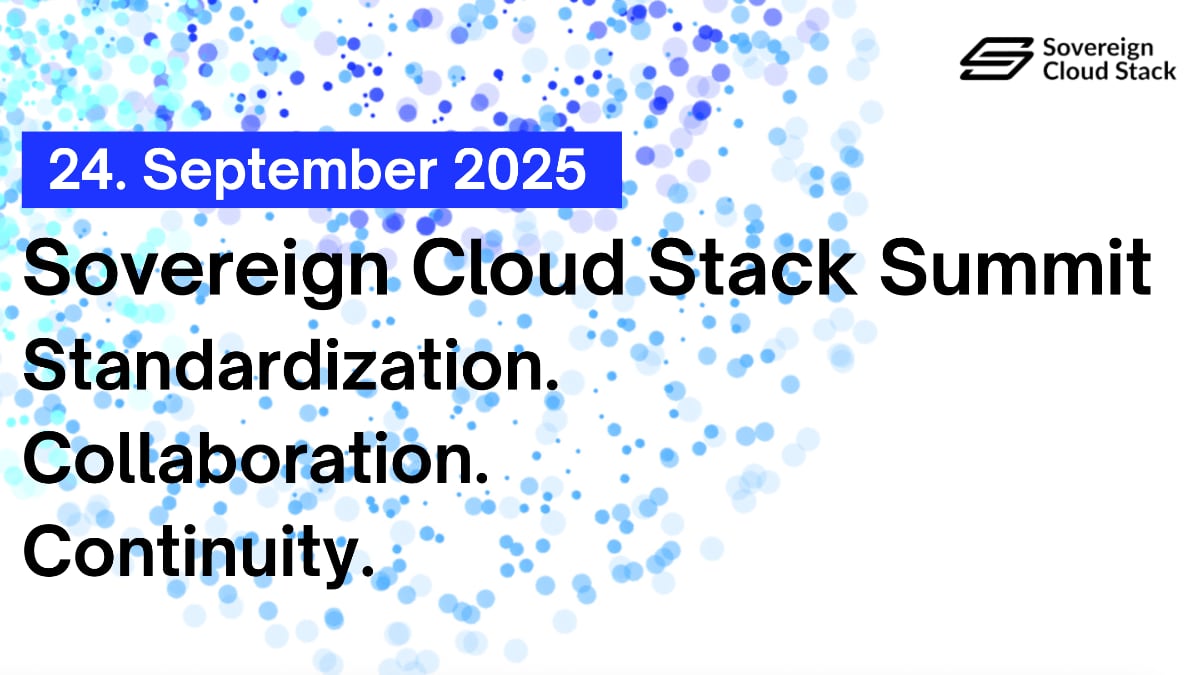 Sovereign
Cloud Stack
24. September 2025
Sovereign Cloud Stack Summit
Standardization.
Collaboration.
Continuity.